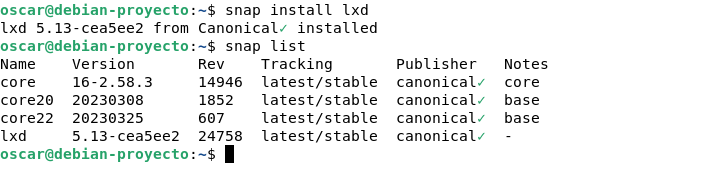 oscar@debian-proyecto:~$ snap install lxd
lxd 5.13-cea5ee2 from Canonical✓ installed
oscar@debian-proyecto:~$ snap list
Name    Version       Rev    Tracking       Publisher   Notes
core    16-2.58.3     14946  latest/stable  canonical✓  core
core20  20230308      1852   latest/stable  canonical✓  base
core22  20230325      607    latest/stable  canonical✓  base
lxd     5.13-cea5ee2  24758  latest/stable  canonical✓  -
oscar@debian-proyecto:~$